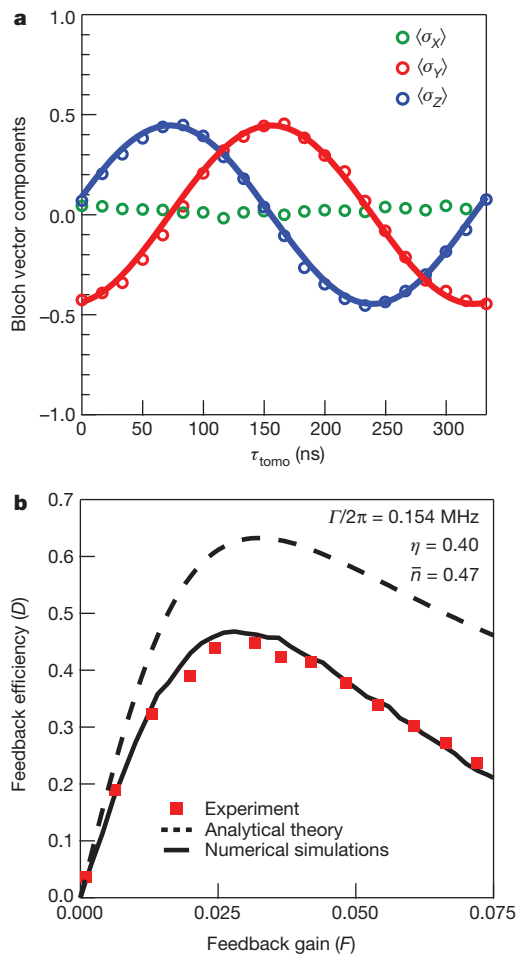 a
1.0
0.5
0.0
−0.5
−1.0
Bloch vector components
⟨σX⟩
⟨σY⟩
⟨σZ⟩
0 50 100 150 200 250 300
τtomo (ns)
b
0.7
0.6
0.5
0.4
0.3
0.2
0.1
0.0
Feedback efficiency (D)
Γ/2π = 0.154 MHz
η = 0.40
n̄ = 0.47
Experiment
Analytical theory
Numerical simulations
0.000 0.025 0.050 0.075
Feedback gain (F)